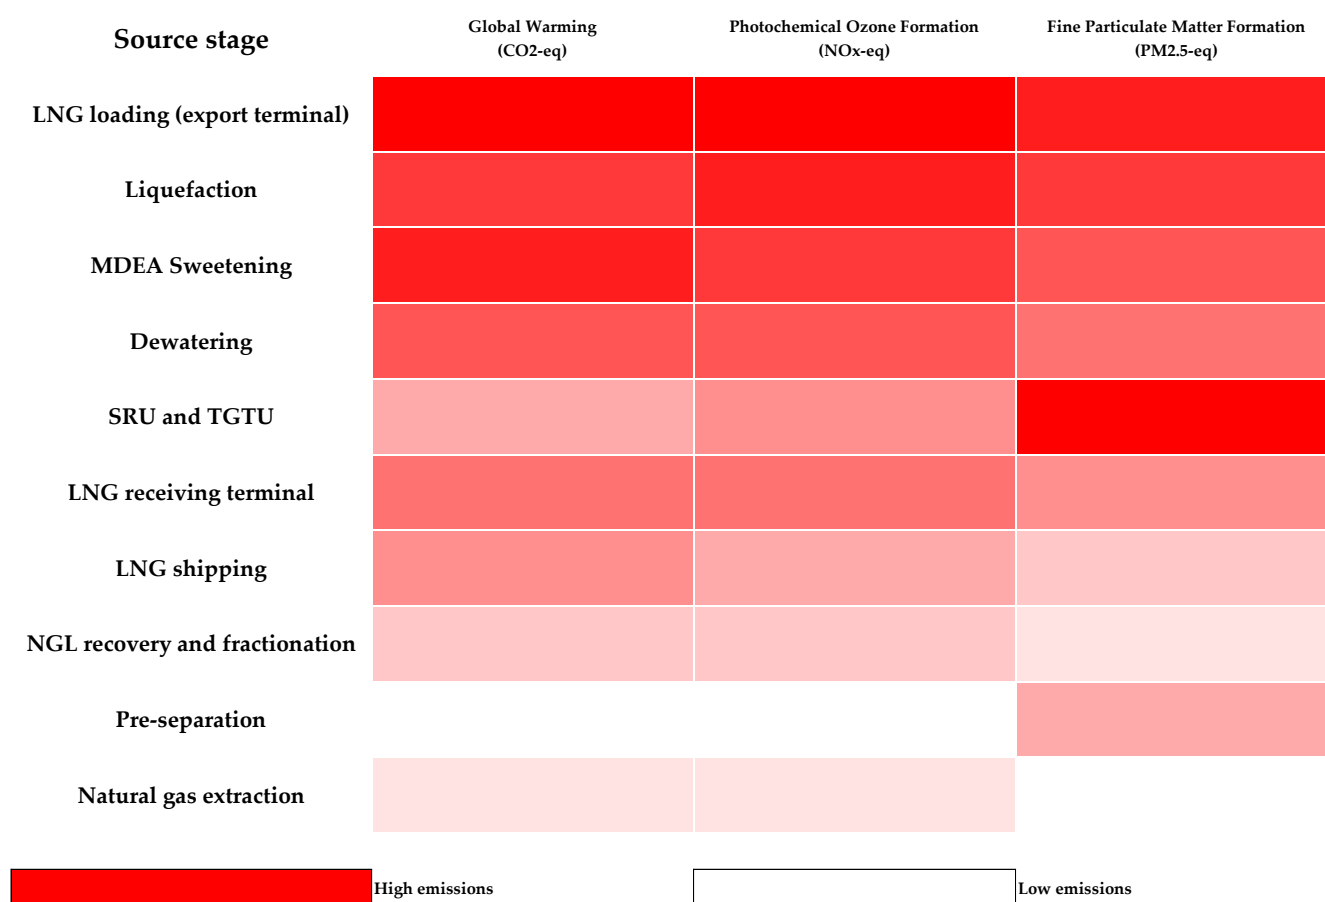 Source stage
Global Warming
(CO2-eq)
Photochemical Ozone Formation
(NOx-eq)
Fine Particulate Matter Formation
(PM2.5-eq)
LNG loading (export terminal)
Liquefaction
MDEA Sweetening
Dewatering
SRU and TGTU
LNG receiving terminal
LNG shipping
NGL recovery and fractionation
Pre-separation
Natural gas extraction
High emissions
Low emissions